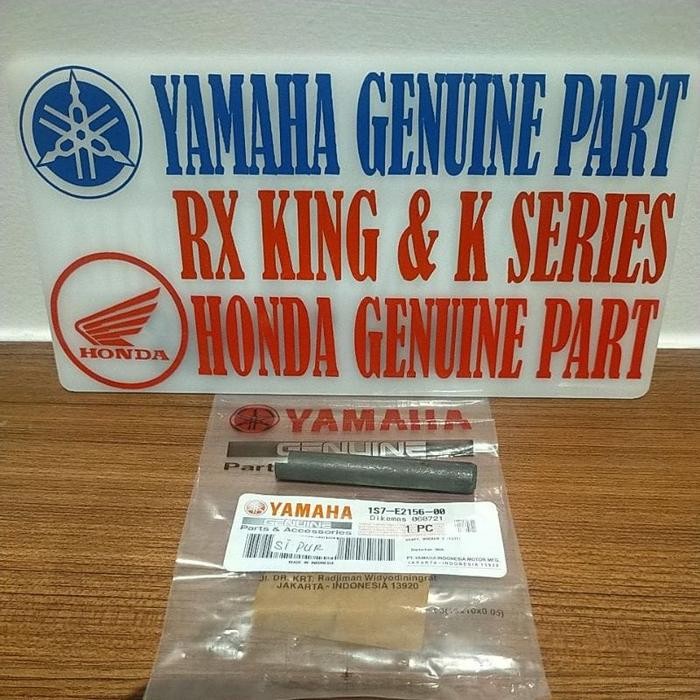 YAMAHA GENUINE PART
RX KING & K SERIES
HONDA GENUINE PART
HONDA
YAMAHA
GENUINE
Part
YAMAHA
GENUINE
Parts & Accessories
1S7-E2156-00
Dikemas 060721
1 PC
SI PUR
MADE IN INDONESIA
PT. YAMAHA INDONESIA MOTOR MFG.
JAKARTA - INDONESIA 13920
Jl. DR. KRT. Radjiman Widyodiningrat
JAKARTA - INDONESIA 13920